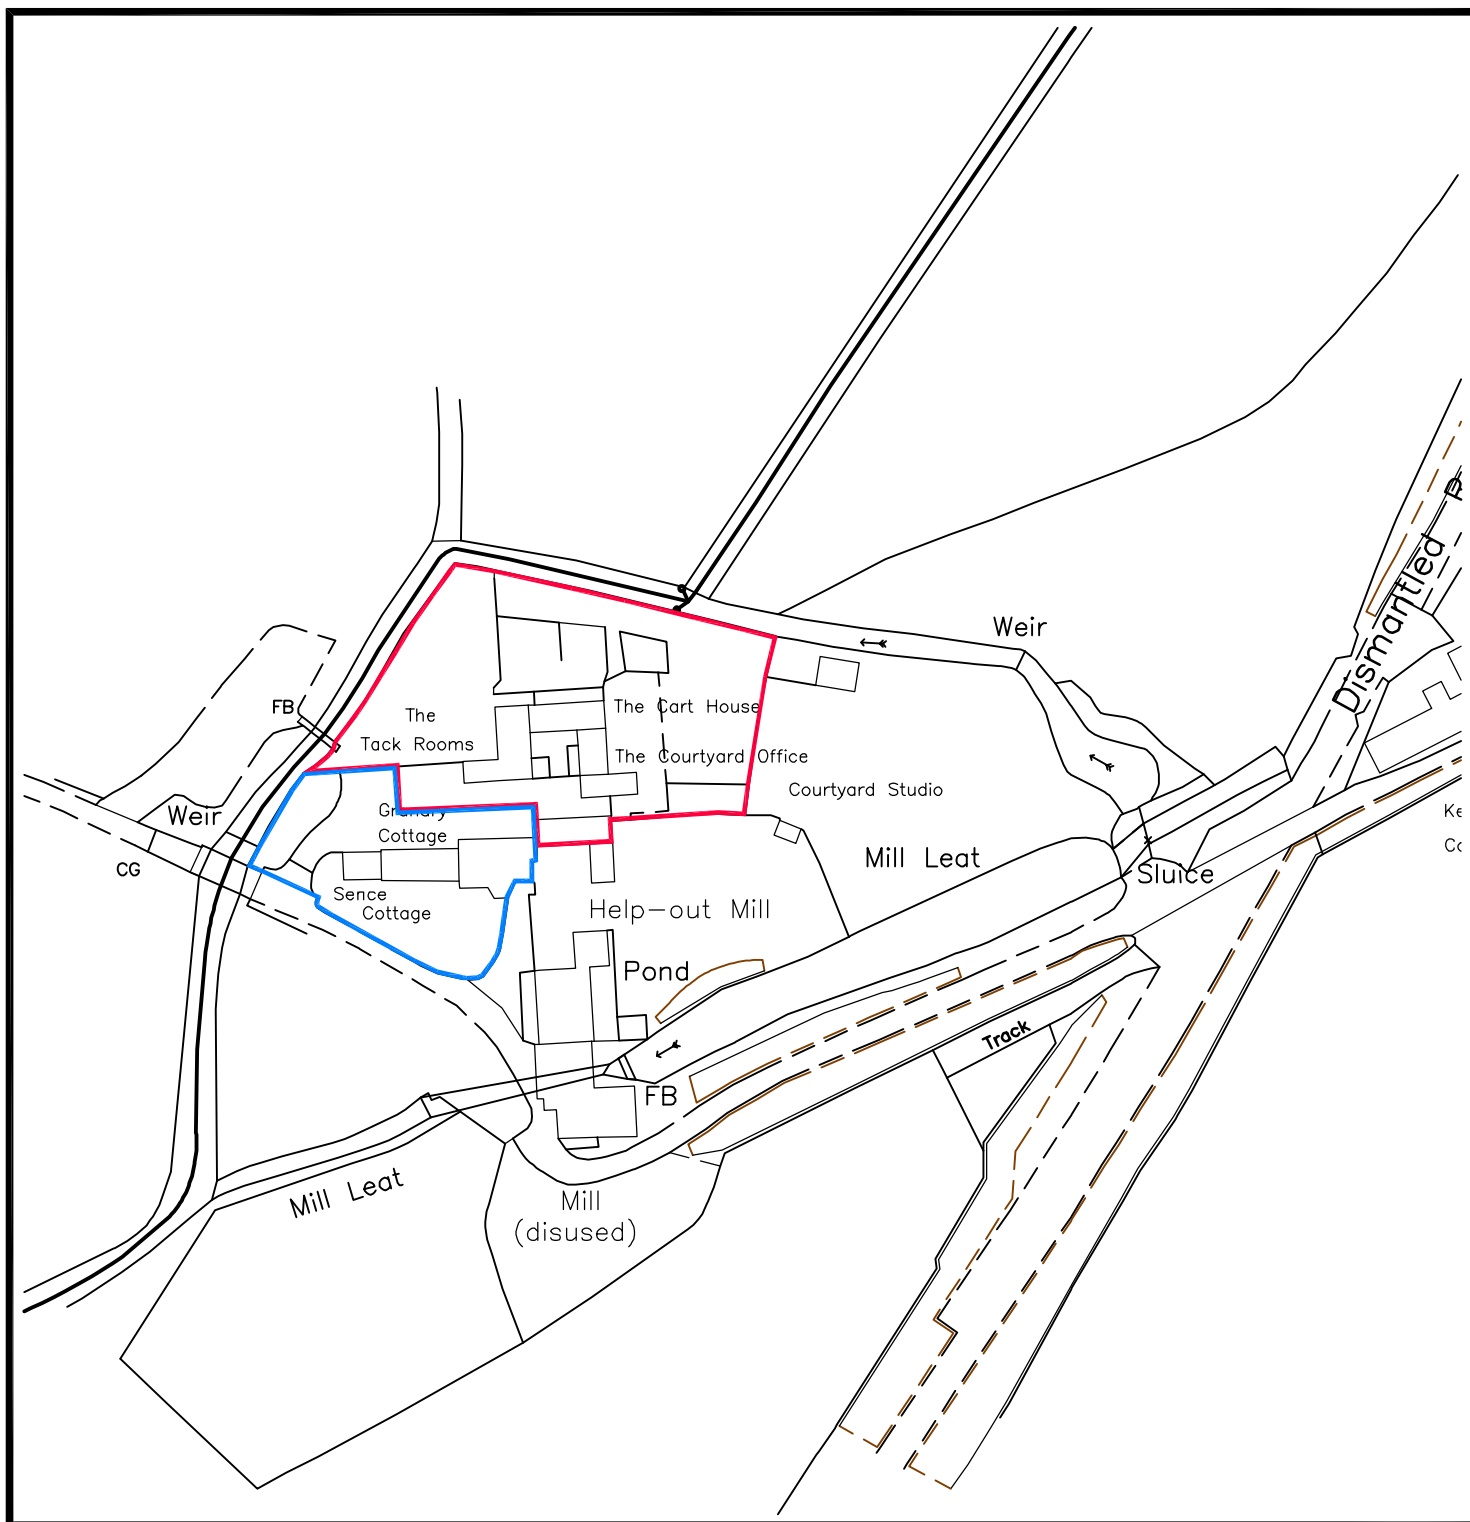 Dismantled
Weir
FB
The
Tack Rooms
The Cart House
The Courtyard Office
Courtyard Studio
Weir
Granary
Cottage
CG
Mill Leat
Sluice
Sence
Cottage
Help-out Mill
Pond
Track
FB
Mill Leat
Mill
(disused)